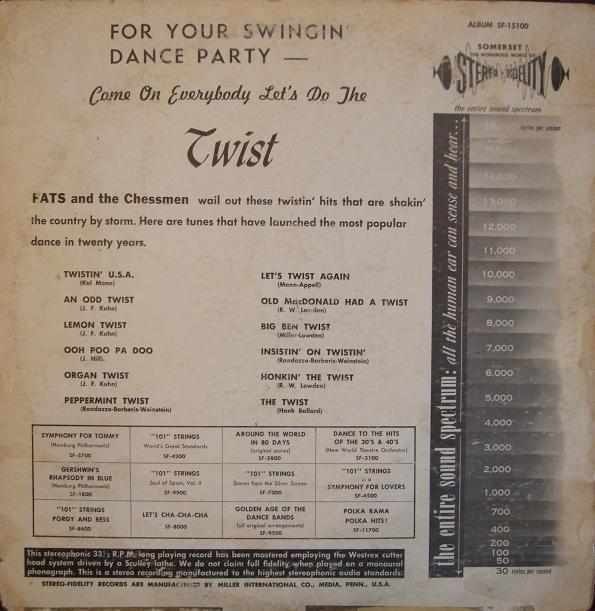 FOR YOUR SWINGIN'
DANCE PARTY —
Come On Everybody Let's Do The
Twist
ALBUM SF-15100
SOMERSET
THE WONDROUS WORLD OF
STEREO-FIDELITY
the entire sound spectrum
FATS and the Chessmen wail out these twistin' hits that are shakin'
the country by storm. Here are tunes that have launched the most popular
dance in twenty years.
TWISTIN' U.S.A.
(Kal Mann)
AN ODD TWIST
(J. F. Kuhn)
LEMON TWIST
(J. F. Kuhn)
OOH POO PA DOO
(J. Hill).
ORGAN TWIST
(J. F. Kuhn)
PEPPERMINT TWIST
(Randazzo-Barberis-Weinstein)
LET'S TWIST AGAIN
(Mann-Appell)
OLD MacDONALD HAD A TWIST
(R. W. Lowden)
BIG BEN TWIST
(Miller-Lowden)
INSISTIN' ON TWISTIN'
(Randazzo-Barberis-Weinstein)
HONKIN' THE TWIST
(R. W. Lowden)
THE TWIST
(Hank Ballard)
SYMPHONY FOR TOMMY
(Hamburg Philharmonic)
SF-5700
"101" STRINGS
World's Great Standards
SF-4300
AROUND THE WORLD
IN 80 DAYS
(original scores)
SF-2800
DANCE TO THE HITS
OF THE 30'S & 40'S
(New World Theatre Orchestra)
SF-3100
GERSHWIN'S
RHAPSODY IN BLUE
(Hamburg Philharmonic)
SF-1800
"101" STRINGS
Soul of Spain, Vol. II
SF-9900
"101" STRINGS
Scores from the Silver Screen
SF-7000
"101" STRINGS
SYMPHONY FOR LOVERS
SF-4500
"101" STRINGS
PORGY AND BESS
SF-8600
LET'S CHA-CHA-CHA
SF-8000
GOLDEN AGE OF THE
DANCE BANDS
(all original arrangements)
SF-9500
POLKA RAMA
POLKA HITS!
SF-11700
This stereophonic 33⅓ R.P.M. long playing record has been mastered employing the Westrex cutter
head system driven by a Sculley lathe. We do not claim full fidelity when played on a monaural
phonograph. This is a stereo recording manufactured to the highest stereophonic audio standards.
STEREO-FIDELITY RECORDS ARE MANUFACTURED BY MILLER INTERNATIONAL CO., MEDIA, PENN., U.S.A.
the entire sound spectrum: all the human ear can sense and hear...
cycles per second
14,000
13,000
12,000
11,000
10,000
9,000
8,000
7,000
6,000
5,000
4,000
3,000
2,000
1,000
700
400
200
100
50
30 cycles per second